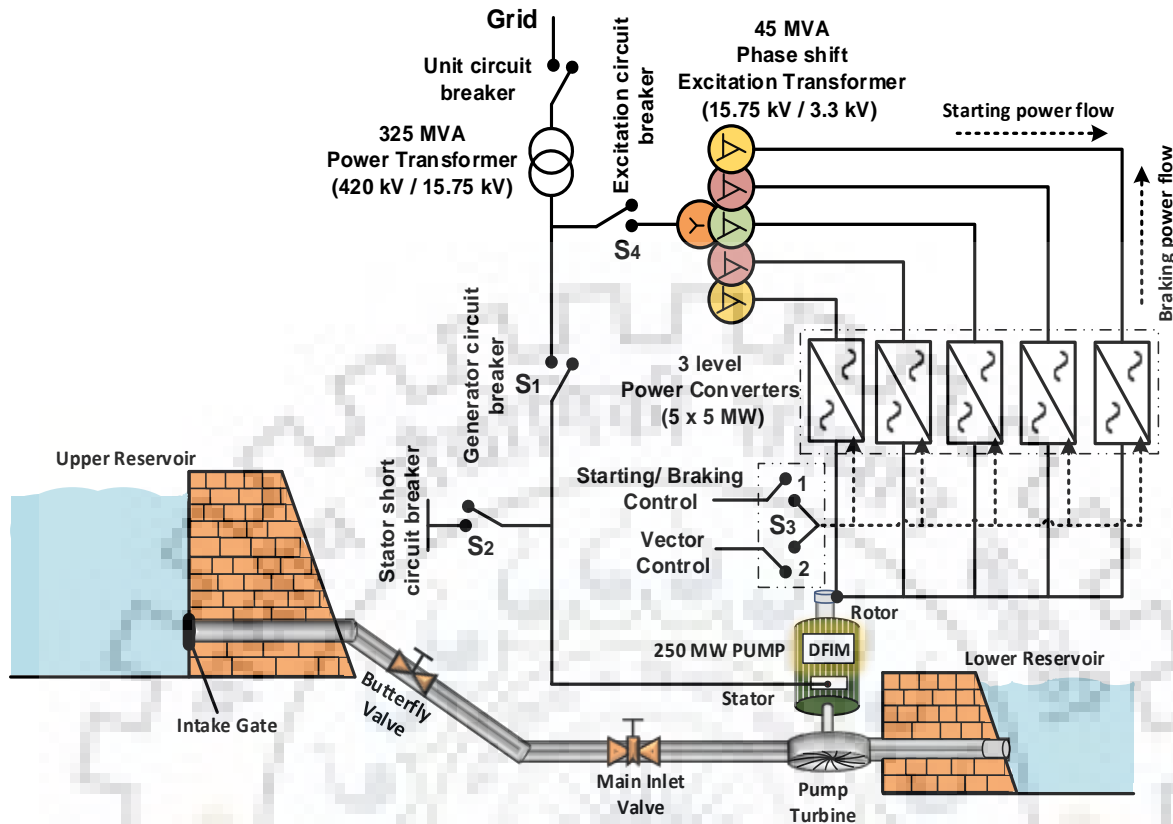 Grid
Unit circuit
breaker
325 MVA
Power Transformer
(420 kV / 15.75 kV)
Excitation circuit
breaker
S4
45 MVA
Phase shift
Excitation Transformer
(15.75 kV / 3.3 kV)
Starting power flow
Braking power flow
Y
Generator circuit
breaker
S1
3 level
Power Converters
(5 x 5 MW)
Upper Reservoir
Stator short
circuit breaker
S2
Starting/ Braking
Control
1
S3
Vector
Control
2
Rotor
250 MW PUMP
DFIM
Stator
Lower Reservoir
Intake Gate
Butterfly
Valve
Main Inlet
Valve
Pump
Turbine